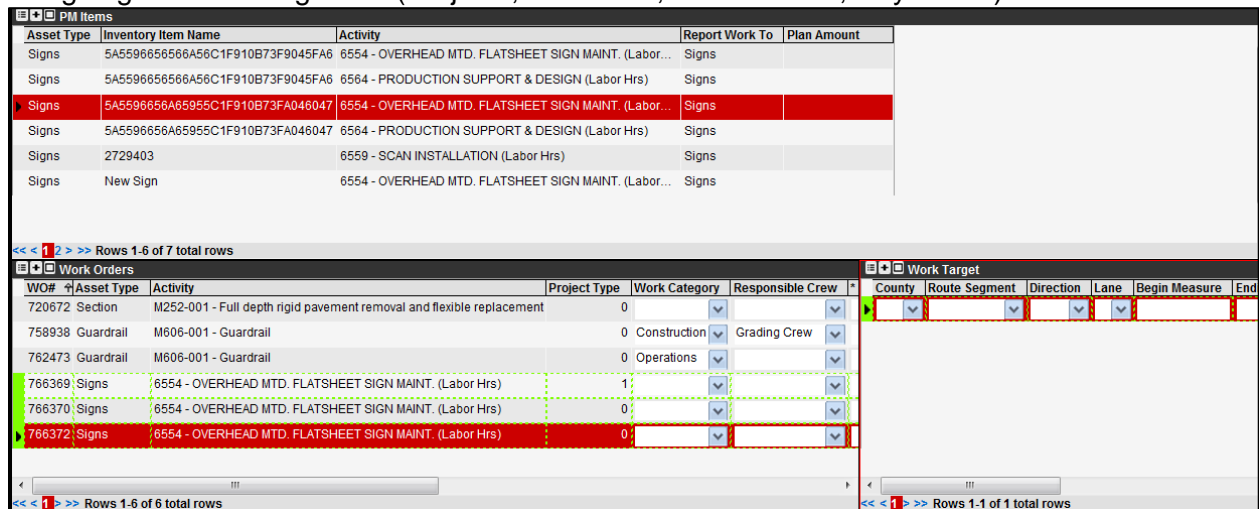 PM Items
Asset Type Inventory Item Name Activity Report Work To Plan Amount
Signs 5A5596656566A56C1F910B73F9045FA6 6554 - OVERHEAD MTD. FLATSHEET SIGN MAINT. (Labor... Signs
Signs 5A5596656566A56C1F910B73F9045FA6 6564 - PRODUCTION SUPPORT & DESIGN (Labor Hrs) Signs
Signs 5A5596656A65955C1F910B73FA046047 6554 - OVERHEAD MTD. FLATSHEET SIGN MAINT. (Labor... Signs
Signs 5A5596656A65955C1F910B73FA046047 6564 - PRODUCTION SUPPORT & DESIGN (Labor Hrs) Signs
Signs 2729403 6559 - SCAN INSTALLATION (Labor Hrs) Signs
Signs New Sign 6554 - OVERHEAD MTD. FLATSHEET SIGN MAINT. (Labor... Signs
<< < 1 2 > >> Rows 1-6 of 7 total rows
Work Orders
WO# Asset Type Activity Project Type Work Category Responsible Crew *
720672 Section M252-001 - Full depth rigid pavement removal and flexible replacement 0
758938 Guardrail M606-001 - Guardrail 0 Construction Grading Crew
762473 Guardrail M606-001 - Guardrail 0 Operations
766369 Signs 6554 - OVERHEAD MTD. FLATSHEET SIGN MAINT. (Labor Hrs) 1
766370 Signs 6554 - OVERHEAD MTD. FLATSHEET SIGN MAINT. (Labor Hrs) 0
766372 Signs 6554 - OVERHEAD MTD. FLATSHEET SIGN MAINT. (Labor Hrs) 0
<< < 1 > >> Rows 1-6 of 6 total rows
Work Target
County Route Segment Direction Lane Begin Measure End
<< < 1 > >> Rows 1-1 of 1 total rows